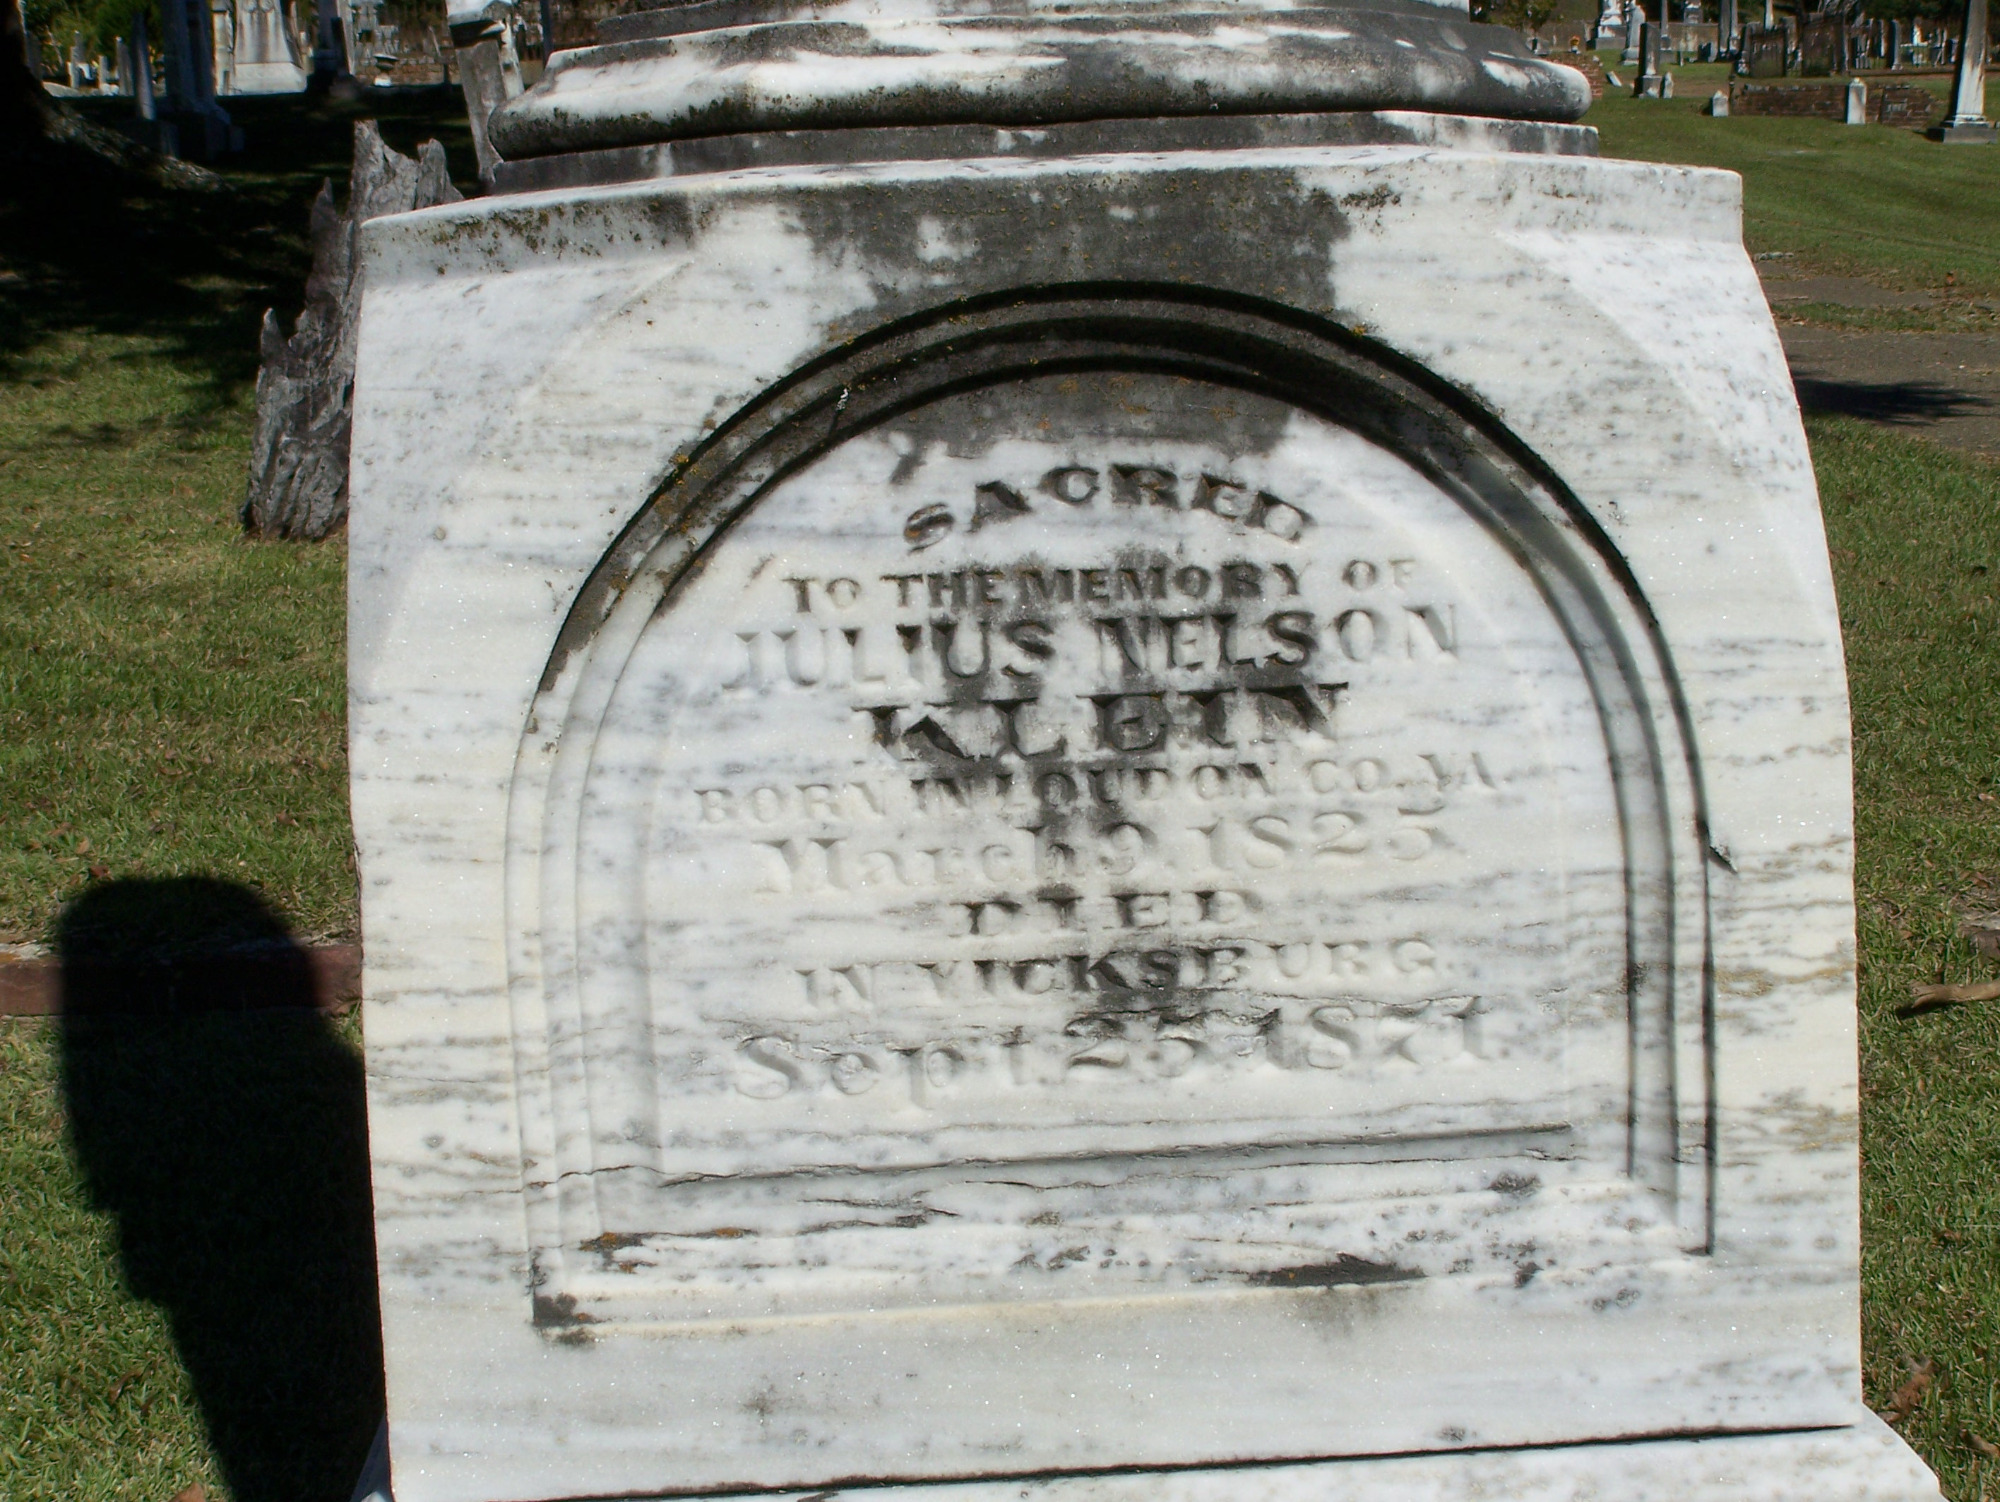 SACRED
TO THE MEMORY OF
JULIUS NELSON
KLEIN
BORN IN LOUDON CO. VA.
March 9, 1825
DIED
IN VICKSBURG
Sept. 25, 1871.